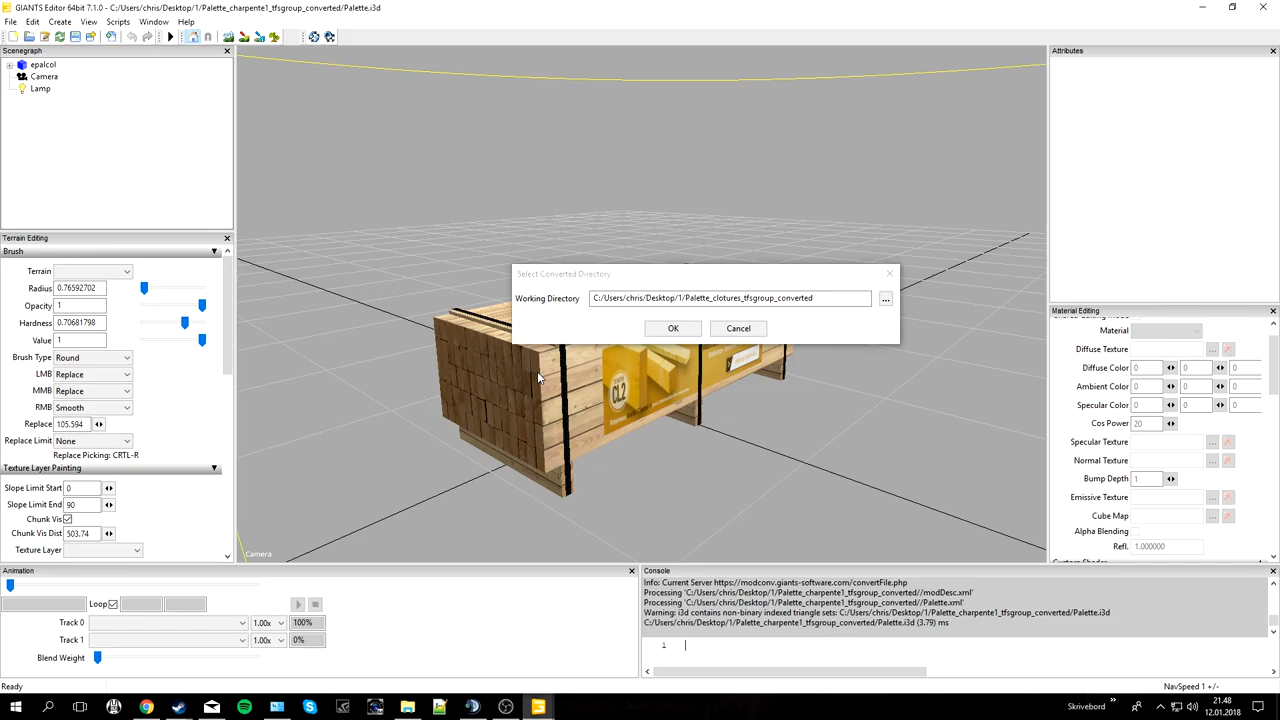 GIANTS Editor 64bit 7.1.0 - C:/Users/chris/Desktop/1/Palette_charpente1_tfsgroup_converted/Palette.i3d
File Edit Create View Scripts Window Help
Scenegraph
epalcol
Camera
Lamp
Attributes
Select Converted Directory
Working Directory C:/Users/chris/Desktop/1/Palette_clotures_tfsgroup_converted ...
OK Cancel
CL2
Camera
Terrain Editing
Brush
Terrain
Radius 0.76592702
Opacity 1
Hardness 0.70681798
Value 1
Brush Type Round
LMB Replace
MMB Replace
RMB Smooth
Replace 105.594
Replace Limit None
Replace Picking: CRTL-R
Texture Layer Painting
Slope Limit Start 0
Slope Limit End 90
Chunk Vis
Chunk Vis Dist 503.74
Texture Layer
Material Editing
Material
Diffuse Texture ...
Diffuse Color 0 0 0
Ambient Color 0 0 0
Specular Color 0 0 0
Cos Power 20
Specular Texture ...
Normal Texture ...
Bump Depth 1
Emissive Texture ...
Cube Map ...
Alpha Blending
Refl. 1.000000
Animation
Loop
Track 0 1.00x 100%
Track 1 1.00x 0%
Blend Weight
Console
Info: Current Server https://modconv.giants-software.com/convertFile.php
Processing 'C:/Users/chris/Desktop/1/Palette_charpente1_tfsgroup_converted//modDesc.xml'
Processing 'C:/Users/chris/Desktop/1/Palette_charpente1_tfsgroup_converted//Palette.xml'
Warning: i3d contains non-binary indexed triangle sets: C:/Users/chris/Desktop/1/Palette_charpente1_tfsgroup_converted/Palette.i3d
C:/Users/chris/Desktop/1/Palette_charpente1_tfsgroup_converted/Palette.i3d (3.79) ms
1
Ready
NavSpeed 1 +/-
Skrivebord
21.48
12.01.2018